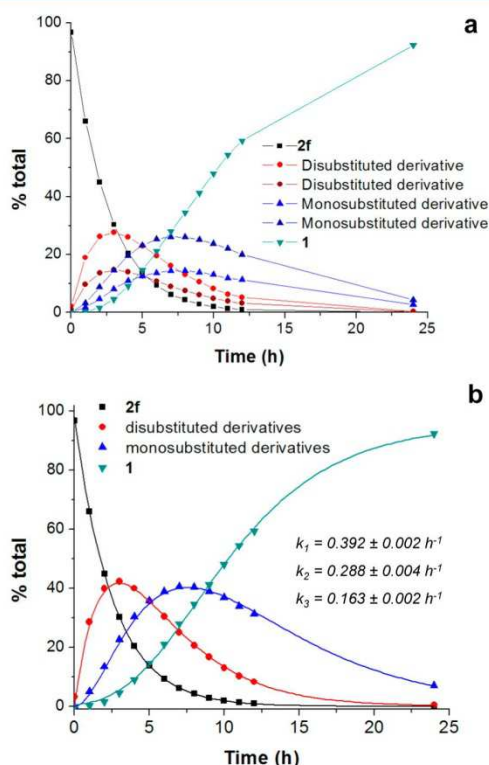 a
100
80
60
40
20
0
% total
2f
Disubstituted derivative
Disubstituted derivative
Monosubstituted derivative
Monosubstituted derivative
1
0 5 10 15 20 25
Time (h)
b
100
80
60
40
20
0
% total
2f
disubstituted derivatives
monosubstituted derivatives
1
k₁ = 0.392 ± 0.002 h⁻¹
k₂ = 0.288 ± 0.004 h⁻¹
k₃ = 0.163 ± 0.002 h⁻¹
0 5 10 15 20 25
Time (h)